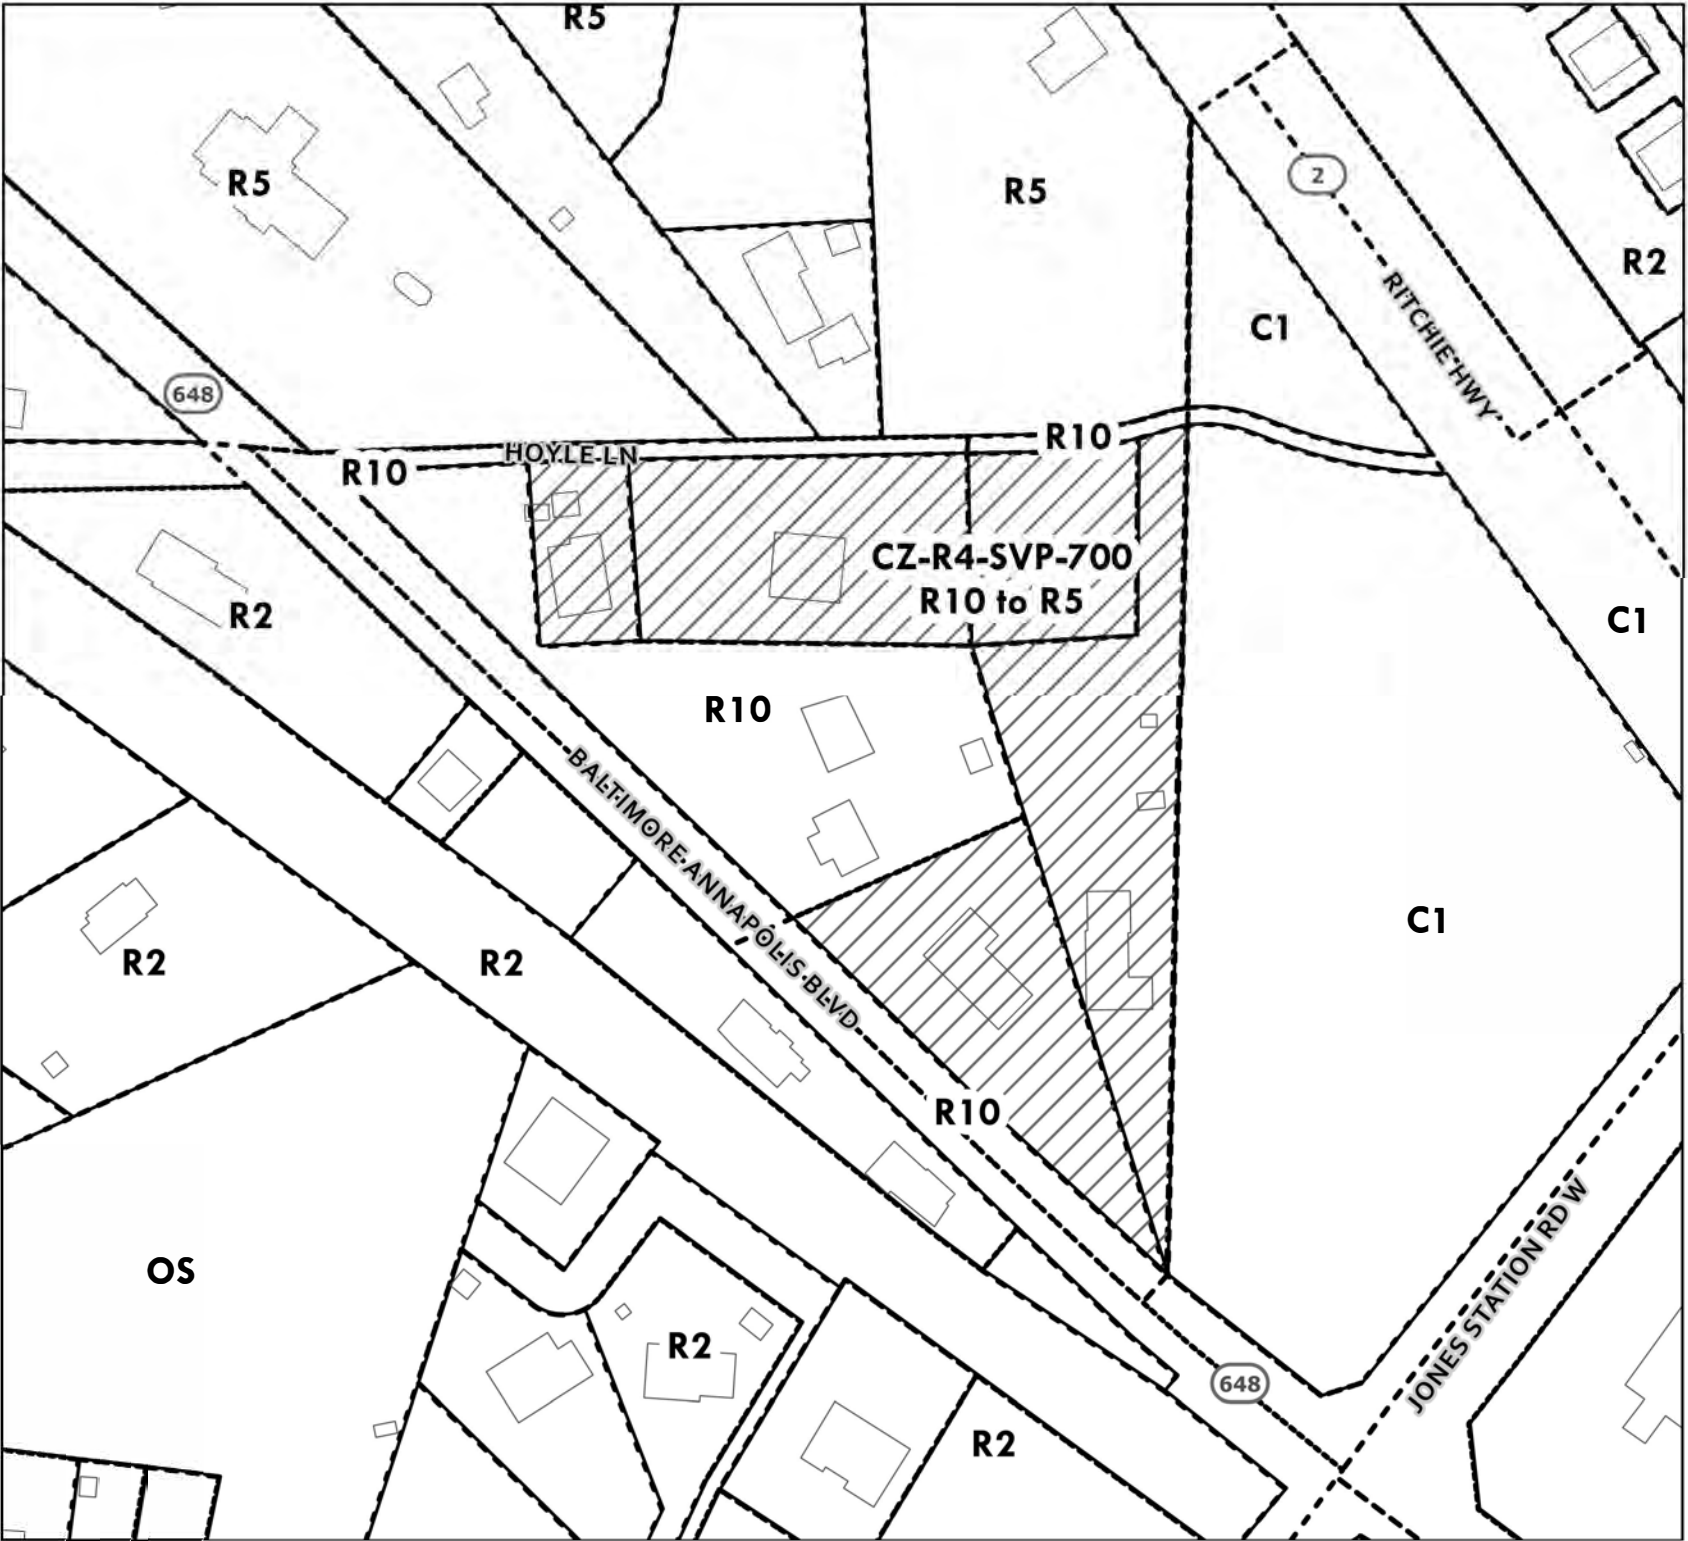 R5
R5
R5
2
R2
RITCHIE HWY
C1
648
R10
HOYLE LN
R10
CZ-R4-SVP-700
R10 to R5
R2
C1
R10
BALTIMORE ANNAPOLIS BLVD
C1
R2
R2
R10
JONES STATION RD W
OS
R2
648
R2